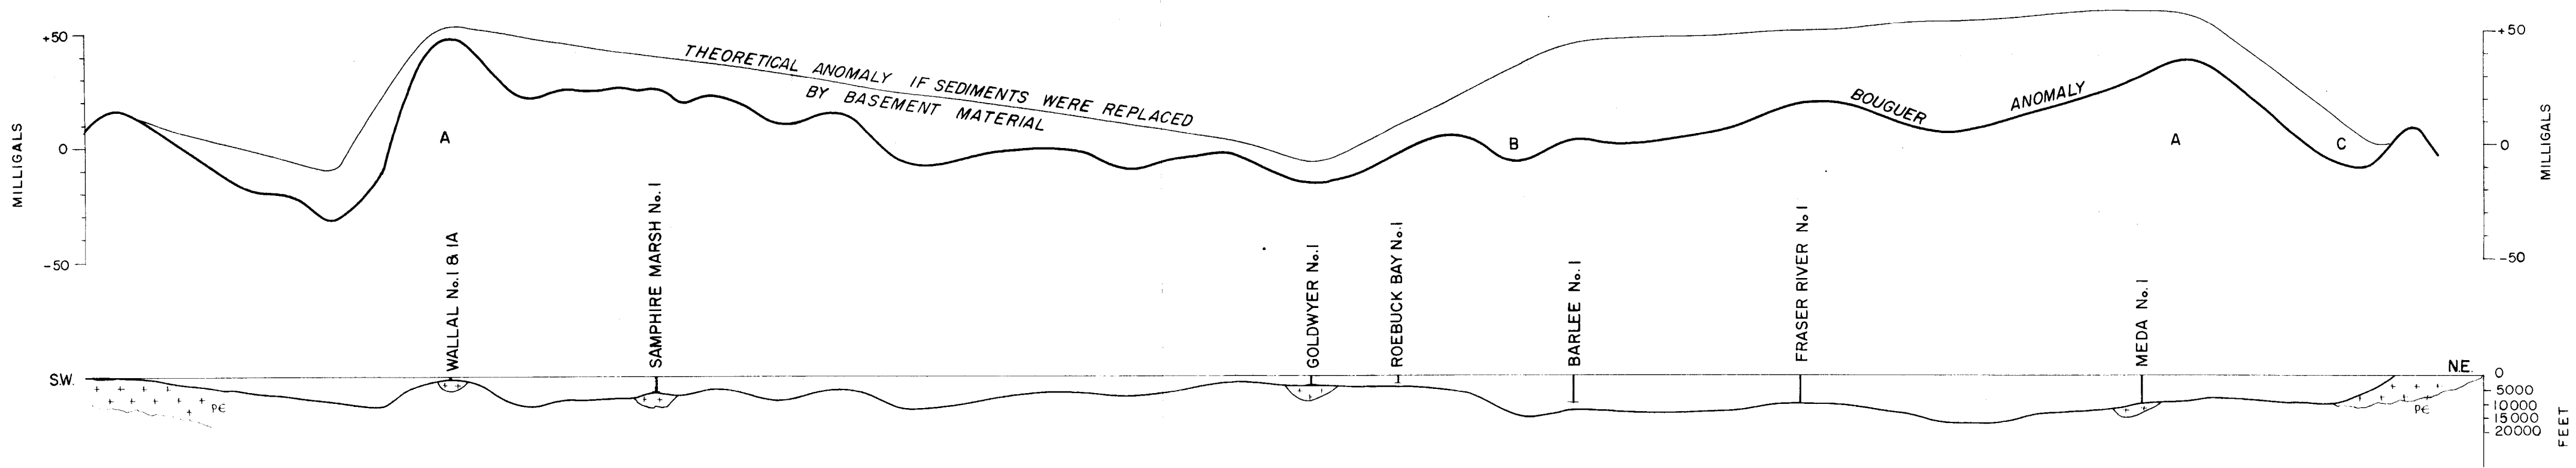 +50
0
-50
MILLIGALS
THEORETICAL ANOMALY IF SEDIMENTS WERE REPLACED
BY BASEMENT MATERIAL
BOUGUER ANOMALY
A
B
A
C
+50
0
-50
MILLIGALS
WALLAL No.1 & 1A
SAMPHIRE MARSH No.1
GOLDWYER No.1
ROEBUCK BAY No.1
BARLEE No.1
FRASER RIVER No.1
MEDA No.1
S.W.
N.E.
P€
P€
0
5000
10000
15000
20000
FEET